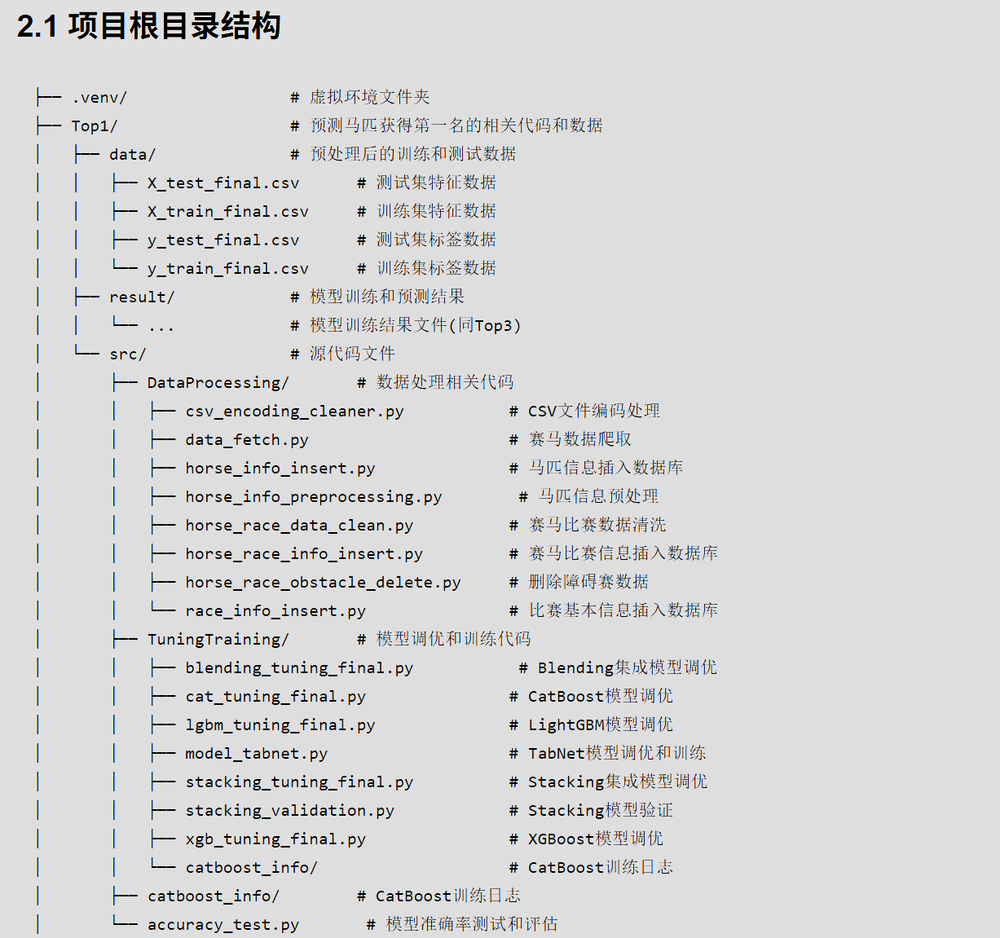 2.1 项目根目录结构
├── .venv/                 # 虚拟环境文件夹
├── Top1/                  # 预测马匹获得第一名的相关代码和数据
│   ├── data/              # 预处理后的训练和测试数据
│   │   ├── X_test_final.csv      # 测试集特征数据
│   │   ├── X_train_final.csv     # 训练集特征数据
│   │   ├── y_test_final.csv      # 测试集标签数据
│   │   └── y_train_final.csv     # 训练集标签数据
│   ├── result/            # 模型训练和预测结果
│   │   └── ...            # 模型训练结果文件(同Top3)
│   └── src/               # 源代码文件
│       ├── DataProcessing/       # 数据处理相关代码
│       │   ├── csv_encoding_cleaner.py           # CSV文件编码处理
│       │   ├── data_fetch.py                     # 赛马数据爬取
│       │   ├── horse_info_insert.py              # 马匹信息插入数据库
│       │   ├── horse_info_preprocessing.py        # 马匹信息预处理
│       │   ├── horse_race_data_clean.py          # 赛马比赛数据清洗
│       │   ├── horse_race_info_insert.py         # 赛马比赛信息插入数据库
│       │   ├── horse_race_obstacle_delete.py     # 删除障碍赛数据
│       │   └── race_info_insert.py               # 比赛基本信息插入数据库
│       ├── TuningTraining/       # 模型调优和训练代码
│       │   ├── blending_tuning_final.py           # Blending集成模型调优
│       │   ├── cat_tuning_final.py               # CatBoost模型调优
│       │   ├── lgbm_tuning_final.py              # LightGBM模型调优
│       │   ├── model_tabnet.py                   # TabNet模型调优和训练
│       │   ├── stacking_tuning_final.py          # Stacking集成模型调优
│       │   ├── stacking_validation.py            # Stacking模型验证
│       │   ├── xgb_tuning_final.py               # XGBoost模型调优
│       │   └── catboost_info/                    # CatBoost训练日志
│       ├── catboost_info/        # CatBoost训练日志
│       └── accuracy_test.py       # 模型准确率测试和评估